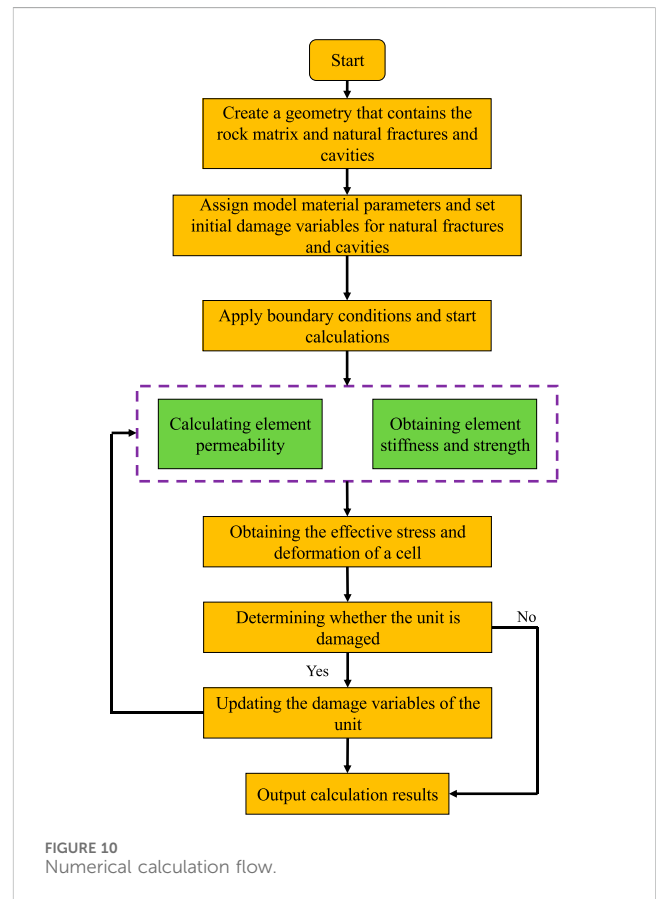 Start
Create a geometry that contains the
rock matrix and natural fractures and
cavities
Assign model material parameters and set
initial damage variables for natural fractures
and cavities
Apply boundary conditions and start
calculations
Calculating element
permeability
Obtaining element
stiffness and strength
Obtaining the effective stress and
deformation of a cell
Determining whether the unit is
damaged
No
Yes
Updating the damage variables of the
unit
Output calculation results
FIGURE 10
Numerical calculation flow.